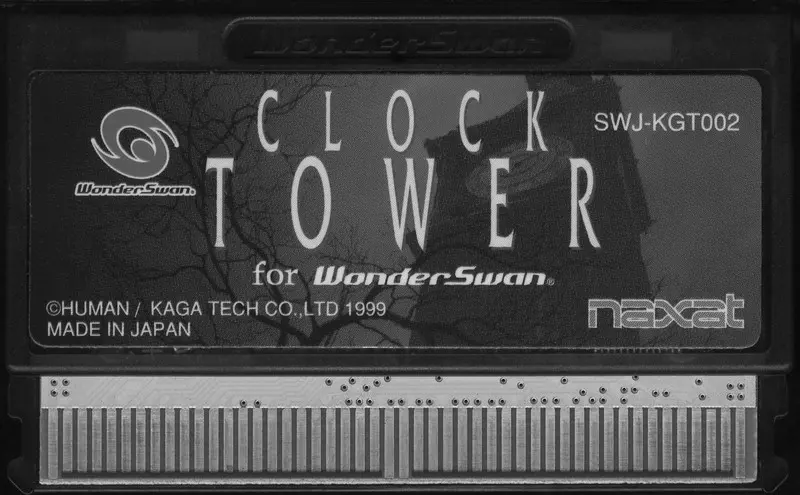 WonderSwan
CLOCK
SWJ-KGT002
TOWER
WonderSwan®
for WonderSwan®
©HUMAN / KAGA TECH CO.,LTD 1999
naxat
MADE IN JAPAN